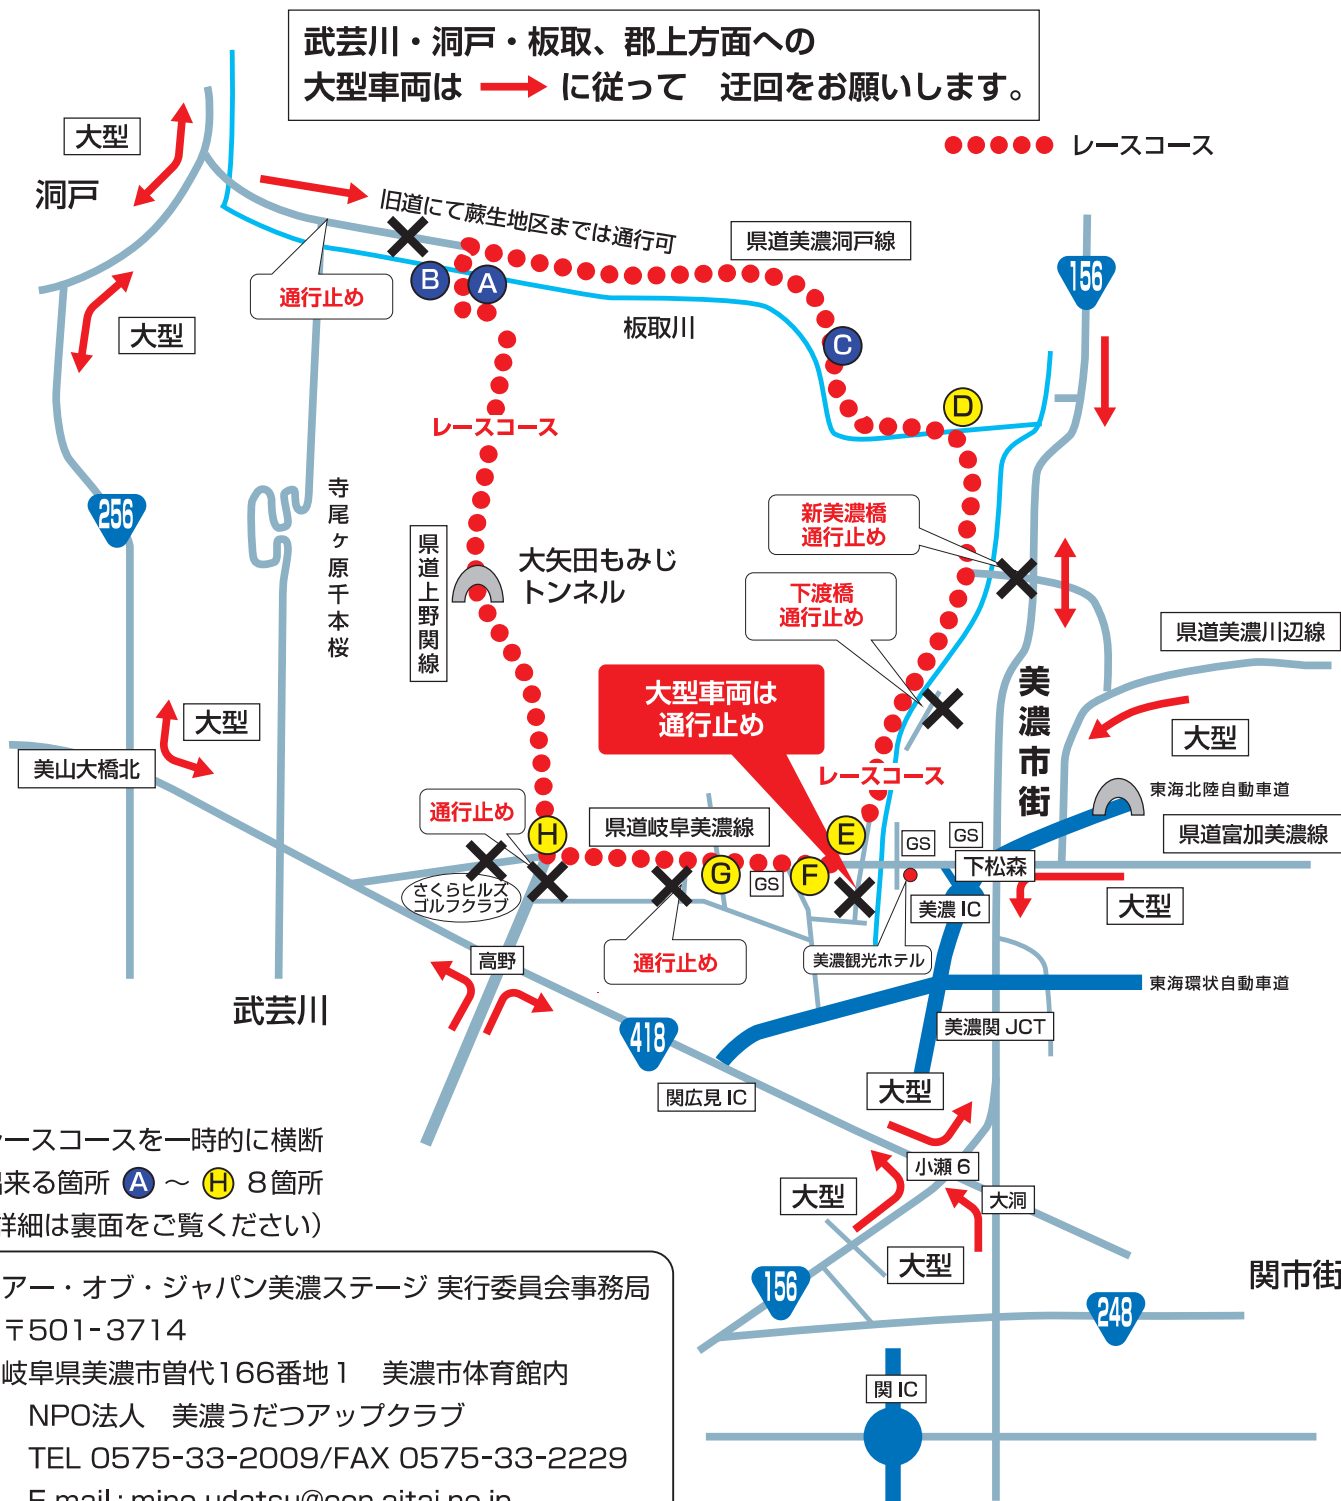 武芸川・洞戸・板取、郡上方面への
大型車両は → に従って 迂回をお願いします。
レースコース
大型
洞戸
旧道にて蕨生地区までは通行可
県道美濃洞戸線
156
通行止め
B
A
大型
板取川
C
D
レースコース
256
寺尾ヶ原千本桜
県道上野関線
大矢田もみじ
トンネル
新美濃橋
通行止め
下渡橋
通行止め
県道美濃川辺線
美濃市街
大型車両は
通行止め
大型
大型
美山大橋北
レースコース
東海北陸自動車道
通行止め
H
県道岐阜美濃線
E
GS
GS
県道富加美濃線
下松森
さくらヒルズ
ゴルフクラブ
G
GS
F
美濃 IC
大型
高野
通行止め
美濃観光ホテル
東海環状自動車道
武芸川
418
美濃関 JCT
関広見 IC
大型
ースコースを一時的に横断
出来る箇所 A ～ H 8箇所
詳細は裏面をご覧ください）
小瀬 6
大型
大洞
大型
関市街
156
248
アー・オブ・ジャパン美濃ステージ 実行委員会事務局
〒501-3714
岐阜県美濃市曽代166番地1 美濃市体育館内
NPO法人 美濃うだつアップクラブ
TEL 0575-33-2009/FAX 0575-33-2229
E-mail : mino-udatsu@ccn.aitai.ne.jp
関 IC